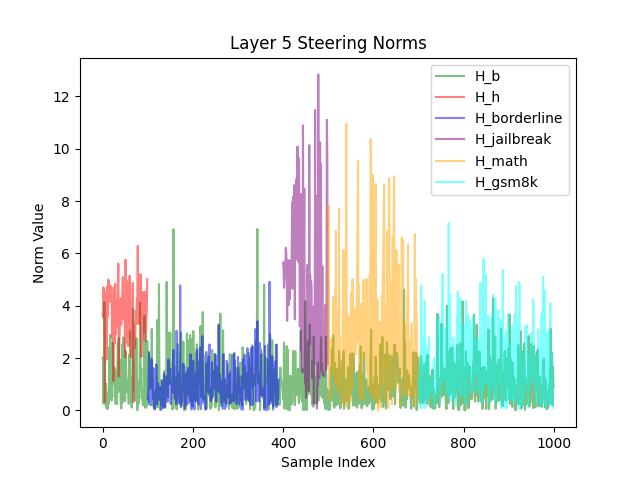 Layer 5 Steering Norms
Norm Value
12
10
8
6
4
2
0
0
200
400
600
800
1000
Sample Index
H_b
H_h
H_borderline
H_jailbreak
H_math
H_gsm8k